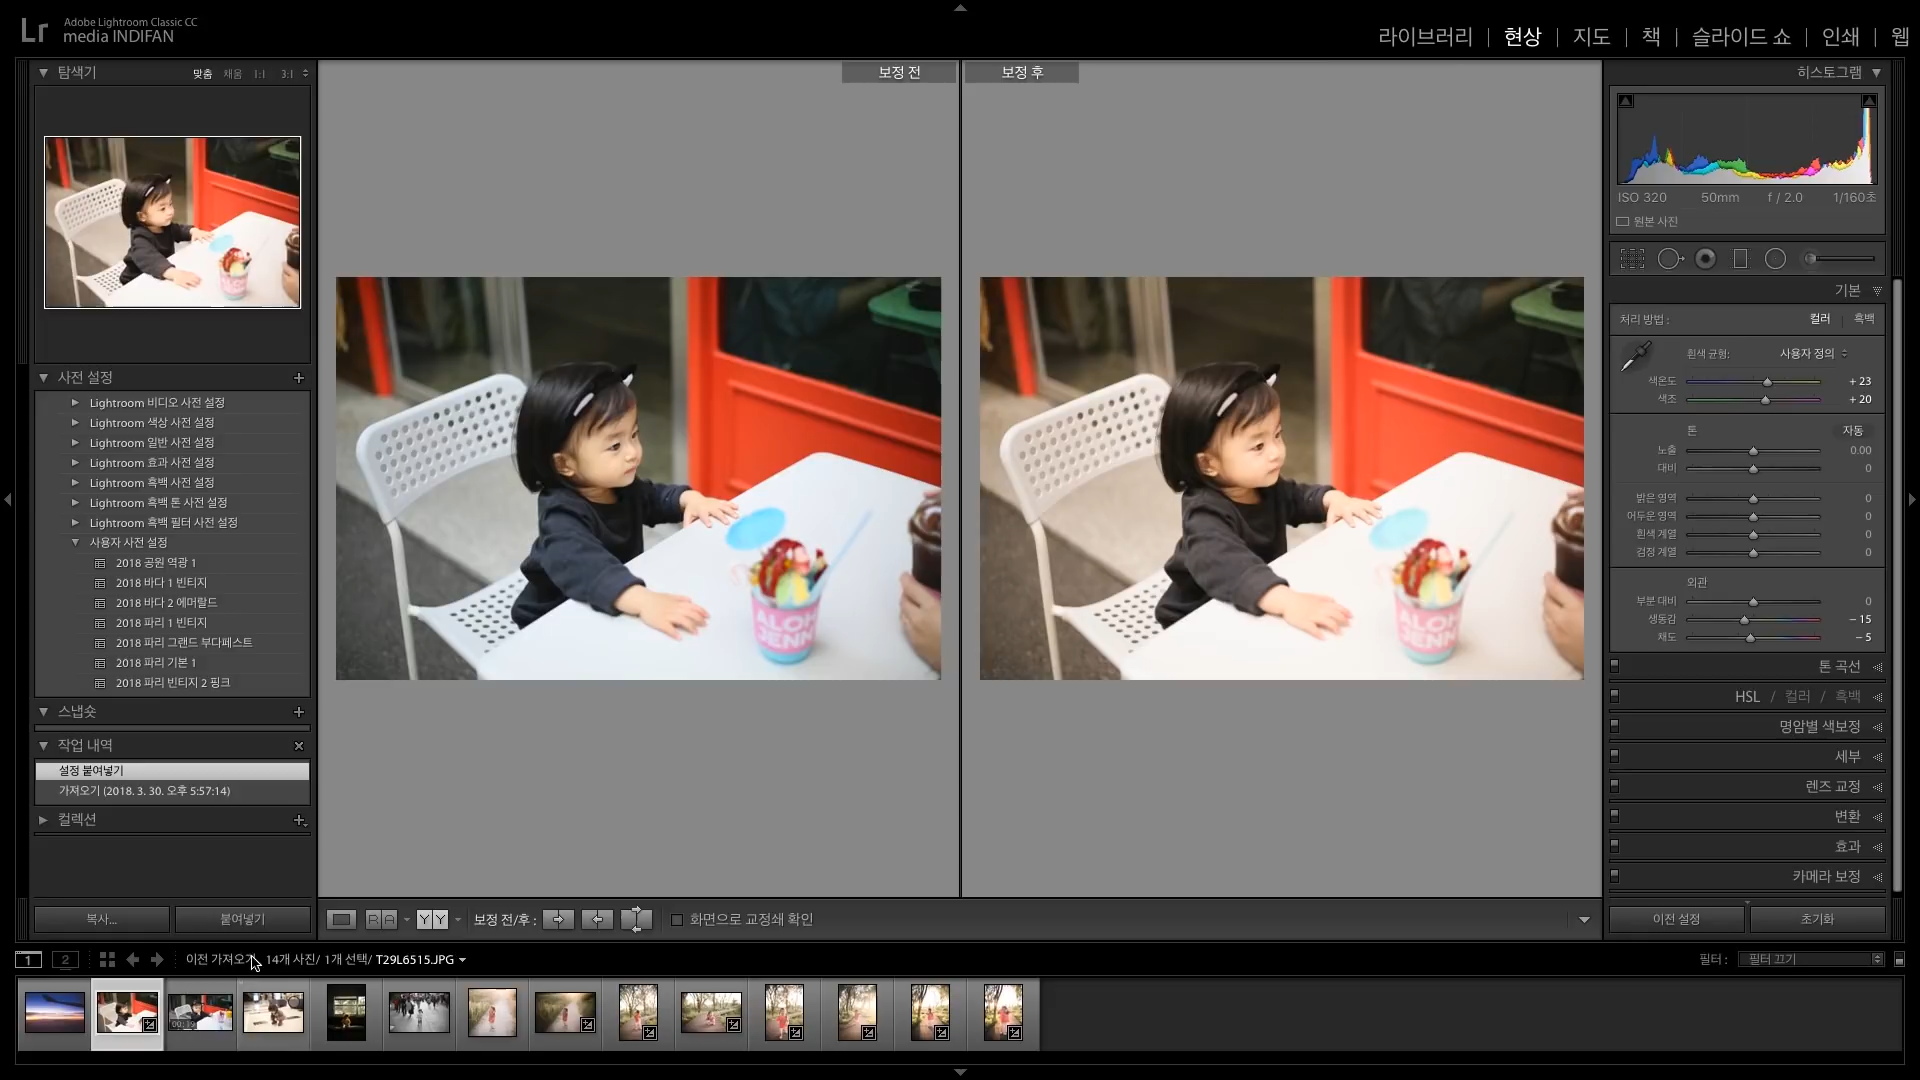 Lr Adobe Lightroom Classic CC
media INDIFAN
라이브러리 | 현상 | 지도 | 책 | 슬라이드 쇼 | 인쇄 | 웹
탐색기 맞춤 채움 1:1 3:1
보정 전
보정 후
히스토그램
ISO 320 50mm f / 2.0 1/160초
원본 사진
기본
처리 방법 : 컬러 흑백
흰색 균형: 사용자 정의
색온도 + 23
색조 + 20
톤 자동
노출 0.00
대비 0
밝은 영역 0
어두운 영역 0
흰색 계열 0
검정 계열 0
외관
부분 대비 0
생동감 - 15
채도 - 5
톤 곡선
HSL / 컬러 / 흑백
명암별 색보정
세부
렌즈 교정
변환
효과
카메라 보정
이전 설정 초기화
사전 설정
Lightroom 비디오 사전 설정
Lightroom 색상 사전 설정
Lightroom 일반 사전 설정
Lightroom 효과 사전 설정
Lightroom 흑백 사전 설정
Lightroom 흑백 톤 사전 설정
Lightroom 흑백 필터 사전 설정
사용자 사전 설정
2018 공원 역광 1
2018 바다 1 빈티지
2018 바다 2 에머랄드
2018 파리 1 빈티지
2018 파리 그랜드 부다페스트
2018 파리 기본 1
2018 파리 빈티지 2 핑크
스냅숏
작업 내역
설정 붙여넣기
가져오기 (2018. 3. 30. 오후 5:57:14)
컬렉션
복사... 붙여넣기
ALOH
JENN
ALOH
JENN
R A Y Y 보정 전/후 : 화면으로 교정쇄 확인
1 2 이전 가져오기 14개 사진/ 1개 선택/ T29L6515.JPG
필터 : 필터 끄기
00:19